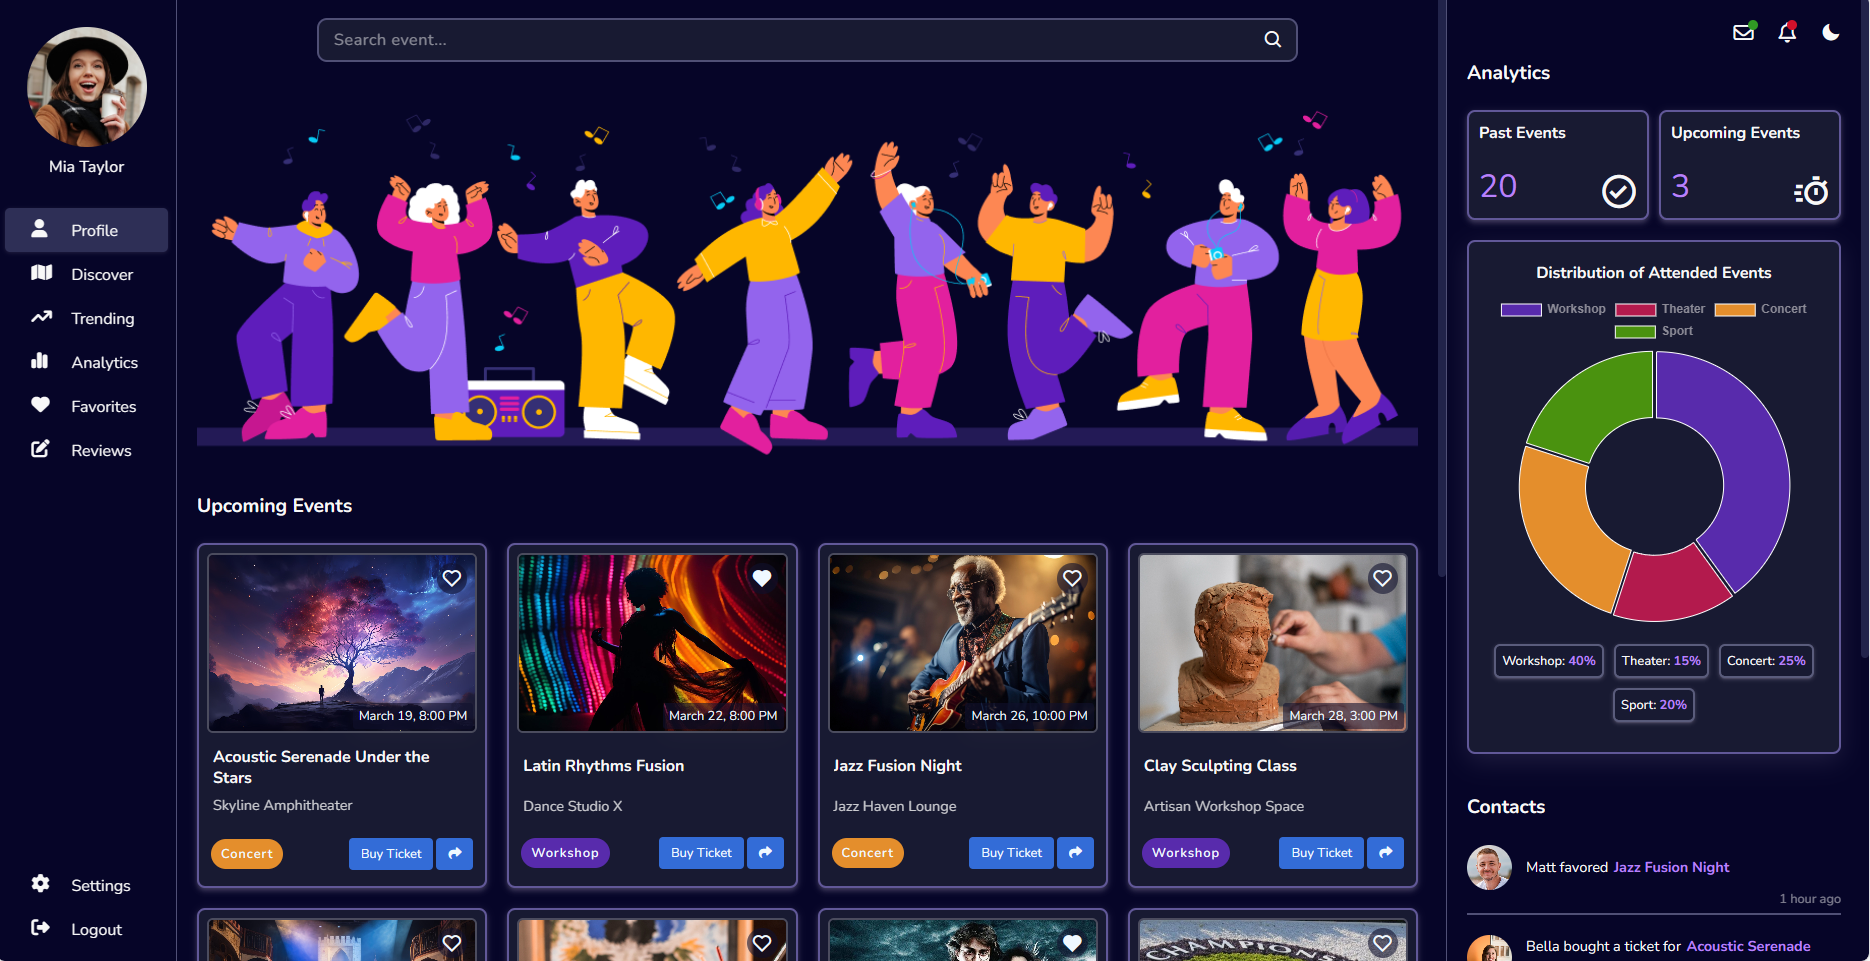 Mia Taylor
Profile
Discover
Trending
Analytics
Favorites
Reviews
Settings
Logout
Search event...
Upcoming Events
March 19, 8:00 PM
Acoustic Serenade Under the
Stars
Skyline Amphitheater
Concert
Buy Ticket
March 22, 8:00 PM
Latin Rhythms Fusion
Dance Studio X
Workshop
Buy Ticket
March 26, 10:00 PM
Jazz Fusion Night
Jazz Haven Lounge
Concert
Buy Ticket
March 28, 3:00 PM
Clay Sculpting Class
Artisan Workshop Space
Workshop
Buy Ticket
CHAMPIONS
Analytics
Past Events
20
Upcoming Events
3
Distribution of Attended Events
Workshop Theater Concert
Sport
Workshop: 40% Theater: 15% Concert: 25%
Sport: 20%
Contacts
Matt favored Jazz Fusion Night
1 hour ago
Bella bought a ticket for Acoustic Serenade